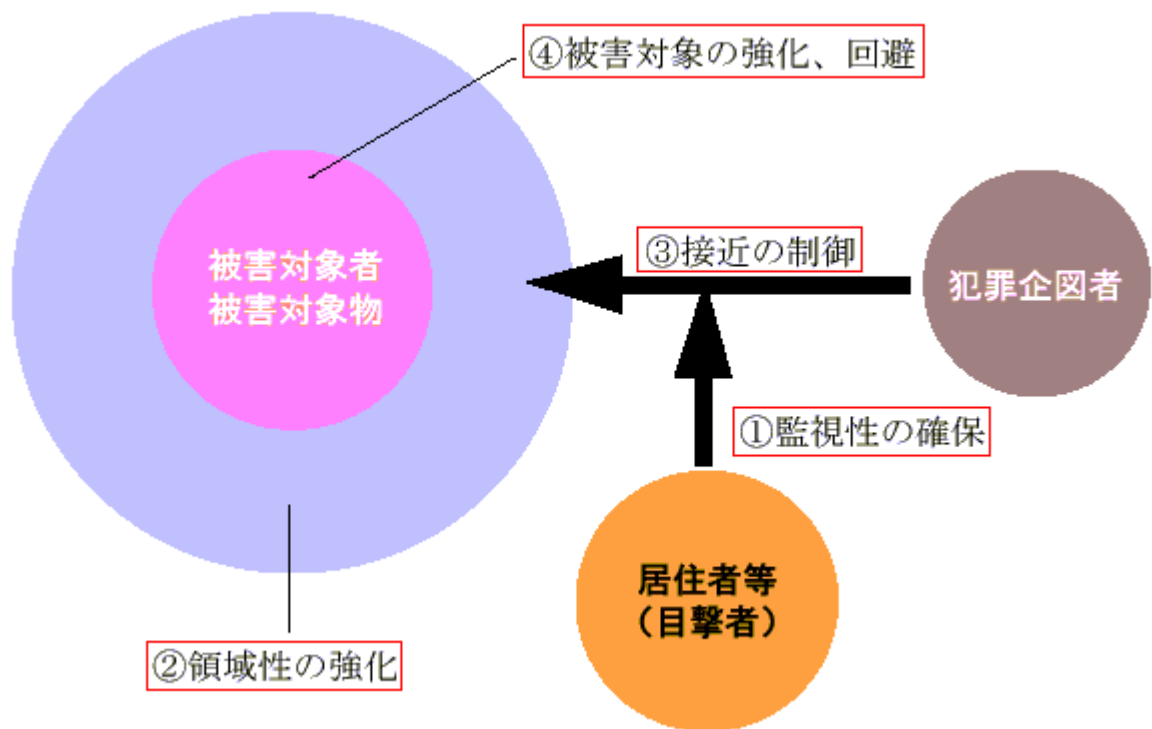 ④被害対象の強化、回避
被害対象者
被害対象物
③接近の制御
犯罪企図者
①監視性の確保
居住者等
（目撃者）
②領域性の強化